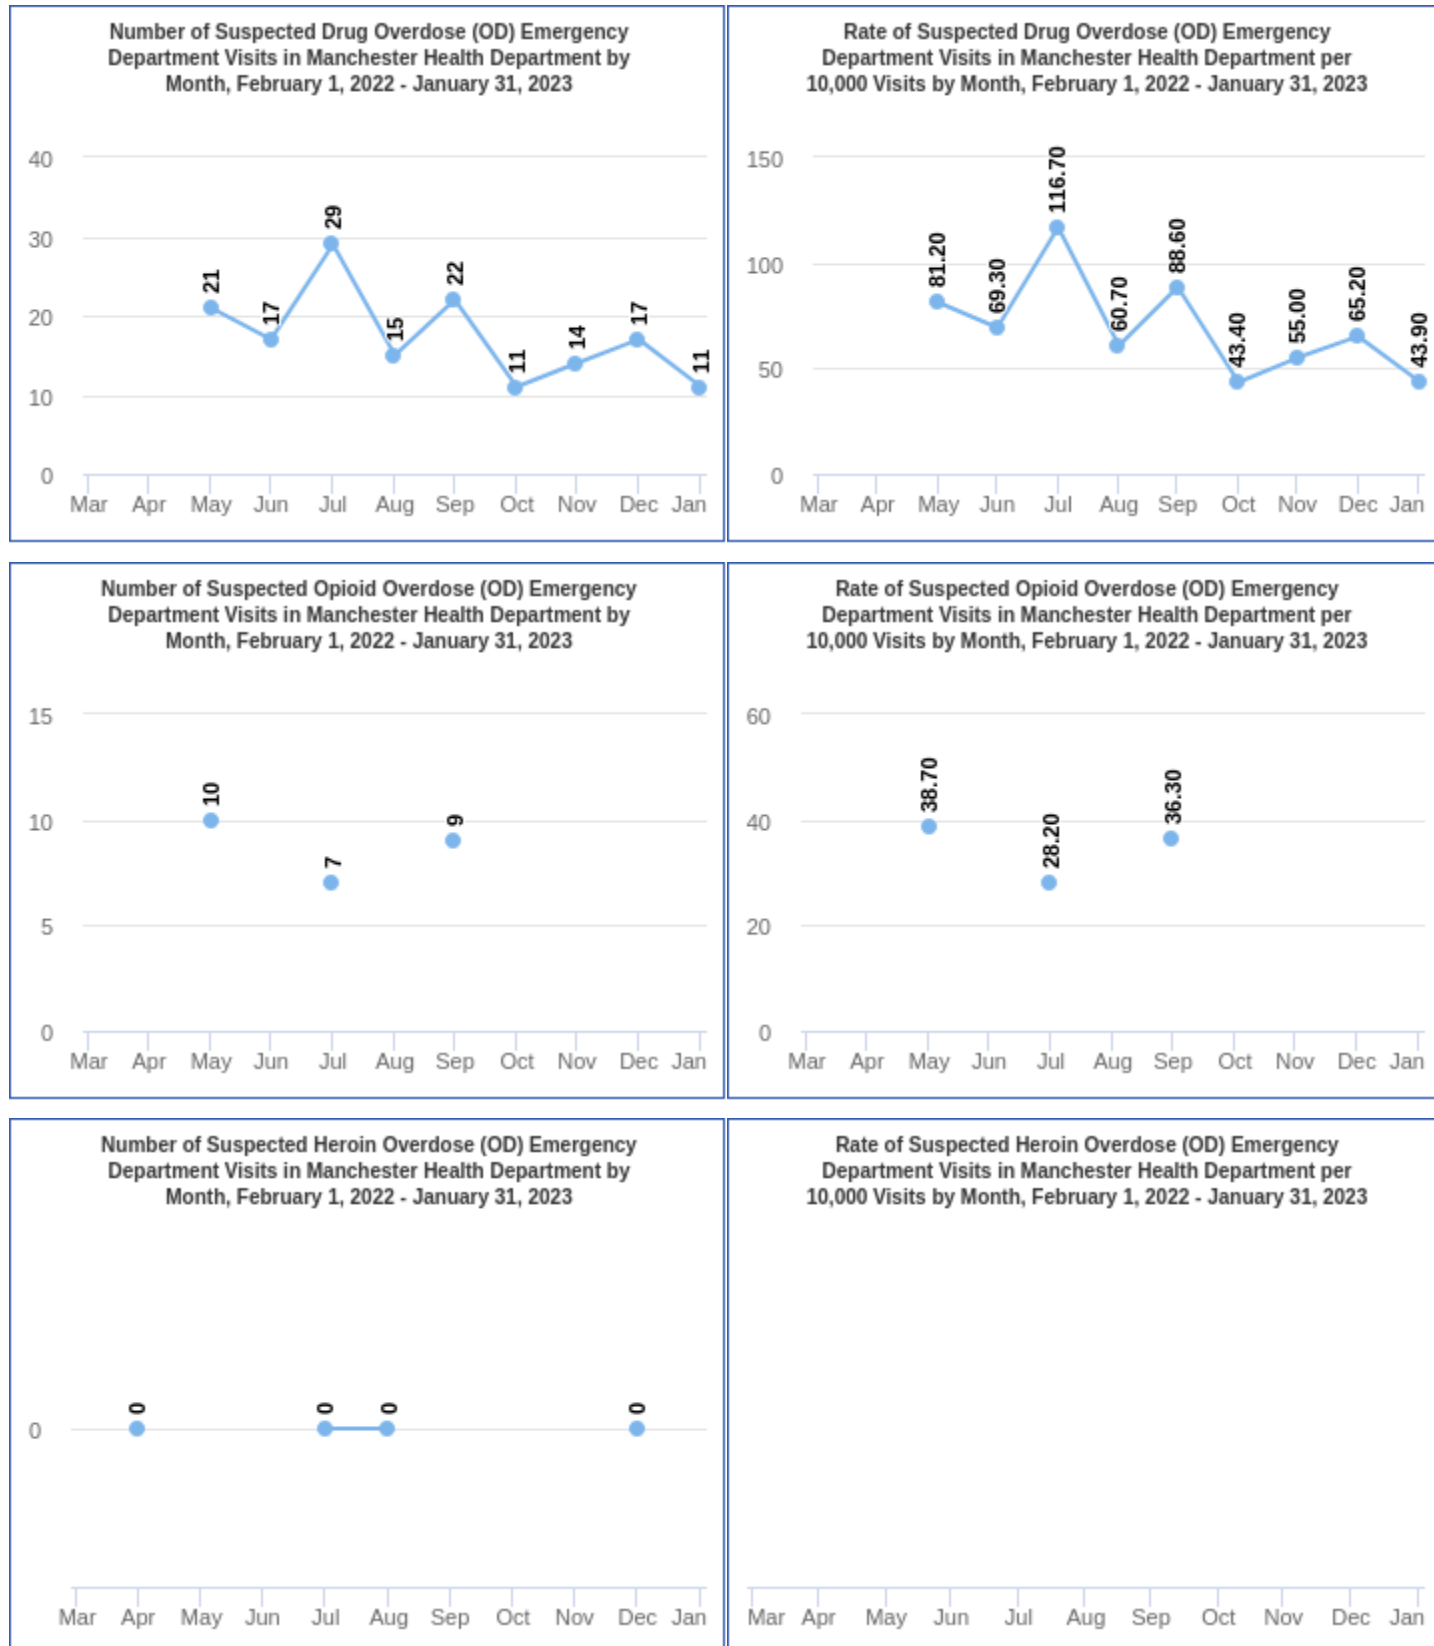 Number of Suspected Drug Overdose (OD) Emergency
Department Visits in Manchester Health Department by
Month, February 1, 2022 - January 31, 2023
40
30
20
10
0
21
17
29
15
22
11
14
17
11
Mar Apr May Jun Jul Aug Sep Oct Nov Dec Jan
Rate of Suspected Drug Overdose (OD) Emergency
Department Visits in Manchester Health Department per
10,000 Visits by Month, February 1, 2022 - January 31, 2023
150
100
50
0
81.20
69.30
116.70
60.70
88.60
43.40
55.00
65.20
43.90
Mar Apr May Jun Jul Aug Sep Oct Nov Dec Jan
Number of Suspected Opioid Overdose (OD) Emergency
Department Visits in Manchester Health Department by
Month, February 1, 2022 - January 31, 2023
15
10
5
0
10
7
9
Mar Apr May Jun Jul Aug Sep Oct Nov Dec Jan
Rate of Suspected Opioid Overdose (OD) Emergency
Department Visits in Manchester Health Department per
10,000 Visits by Month, February 1, 2022 - January 31, 2023
60
40
20
0
38.70
28.20
36.30
Mar Apr May Jun Jul Aug Sep Oct Nov Dec Jan
Number of Suspected Heroin Overdose (OD) Emergency
Department Visits in Manchester Health Department by
Month, February 1, 2022 - January 31, 2023
0
0
0
0
0
Mar Apr May Jun Jul Aug Sep Oct Nov Dec Jan
Rate of Suspected Heroin Overdose (OD) Emergency
Department Visits in Manchester Health Department per
10,000 Visits by Month, February 1, 2022 - January 31, 2023
Mar Apr May Jun Jul Aug Sep Oct Nov Dec Jan